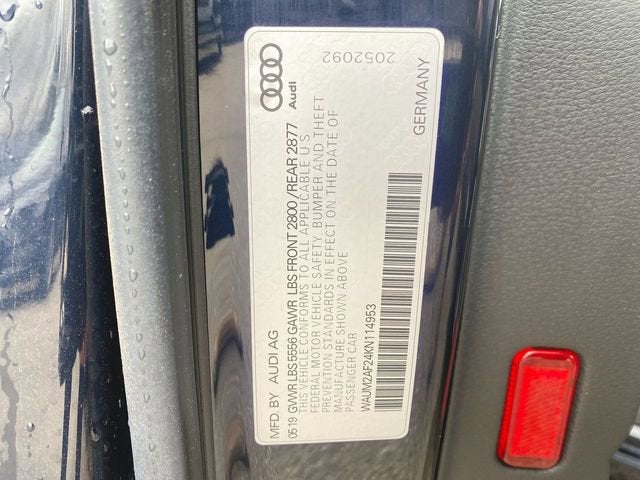 MFD. BY AUDI AG
0519 GVWR LBS 5556 GAWR LBS FRONT 2800 / REAR 2877
THIS VEHICLE CONFORMS TO ALL APPLICABLE U.S.
FEDERAL MOTOR VEHICLE SAFETY, BUMPER AND THEFT
PREVENTION STANDARDS IN EFFECT ON THE DATE OF
MANUFACTURE SHOWN ABOVE
PASSENGER CAR
WAUM2AF24KN114953
Audi
2052092
GERMANY